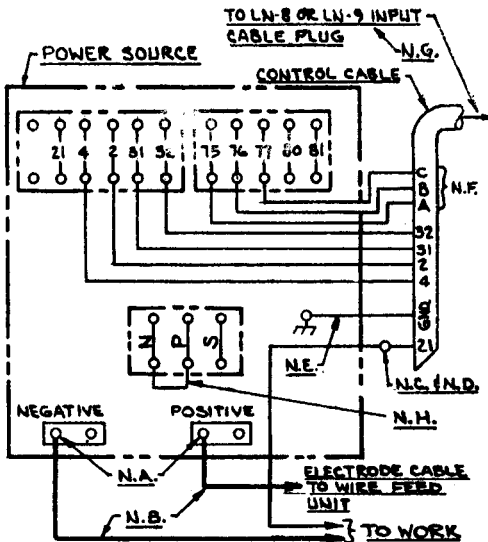 TO LN-8 OR LN-9 INPUT
CABLE PLUG
N.G.
POWER SOURCE
CONTROL CABLE
21 4 2 31 32 75 76 77 80 81
C
B
A
N.F.
32
31
2
4
GND
21
N P S
N.E.
N.C. & N.D.
N.H.
NEGATIVE
POSITIVE
N.A.
N.B.
ELECTRODE CABLE
TO WIRE FEED
UNIT
TO WORK